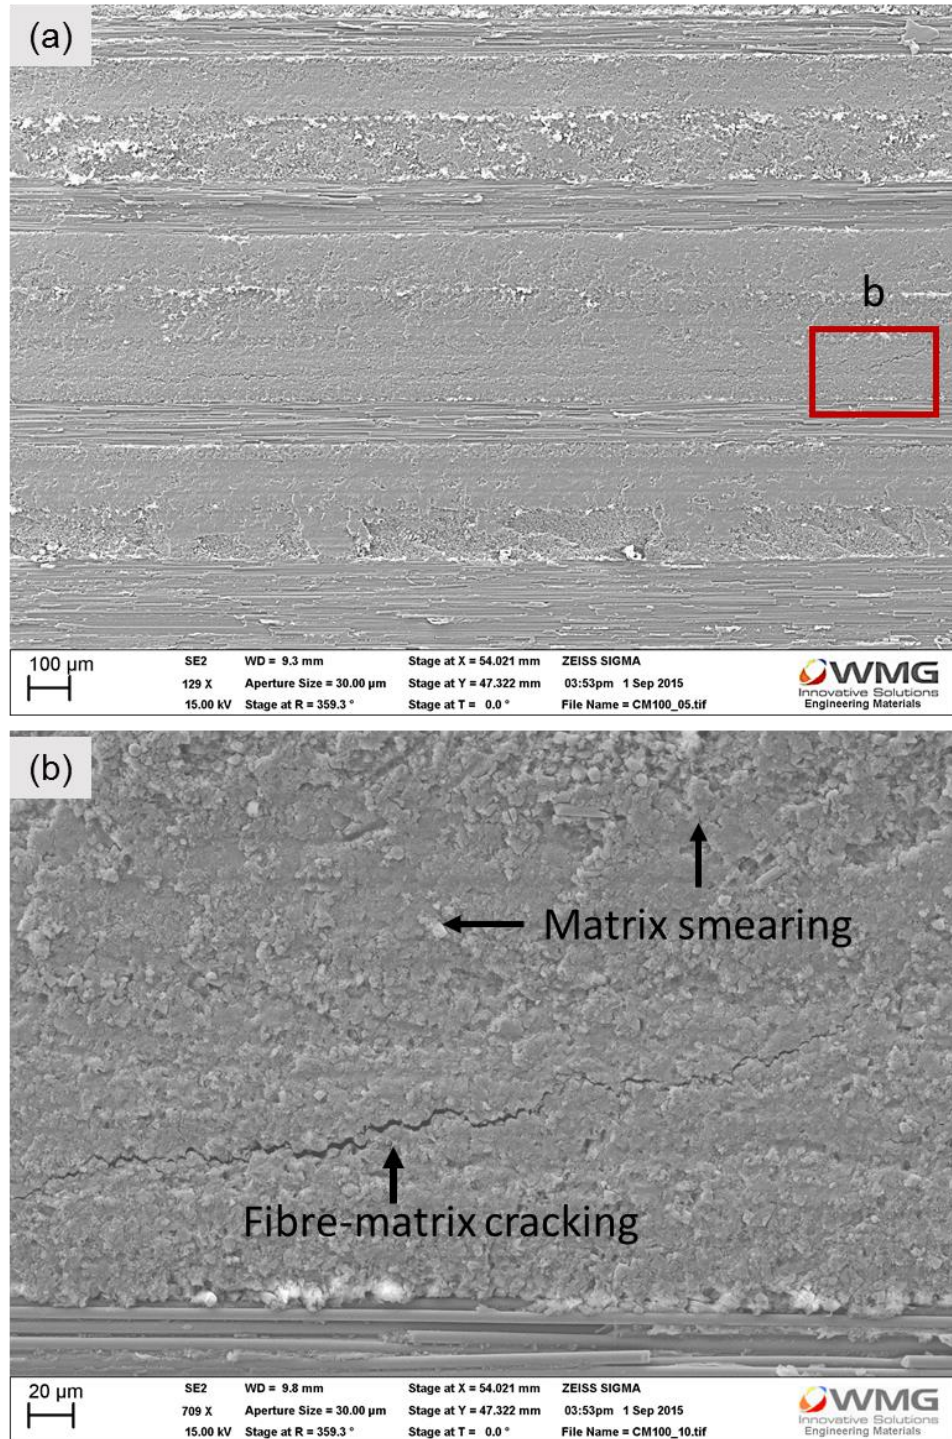 (a)
b
100 µm
SE2 WD = 9.3 mm Stage at X = 54.021 mm ZEISS SIGMA
129 X Aperture Size = 30.00 µm Stage at Y = 47.322 mm 03:53pm 1 Sep 2015
15.00 kV Stage at R = 359.3 ° Stage at T = 0.0 ° File Name = CM100_05.tif
WMG
Innovative Solutions
Engineering Materials
(b)
Matrix smearing
Fibre-matrix cracking
20 µm
SE2 WD = 9.8 mm Stage at X = 54.021 mm ZEISS SIGMA
709 X Aperture Size = 30.00 µm Stage at Y = 47.322 mm 03:53pm 1 Sep 2015
15.00 kV Stage at R = 359.3 ° Stage at T = 0.0 ° File Name = CM100_10.tif
WMG
Innovative Solutions
Engineering Materials